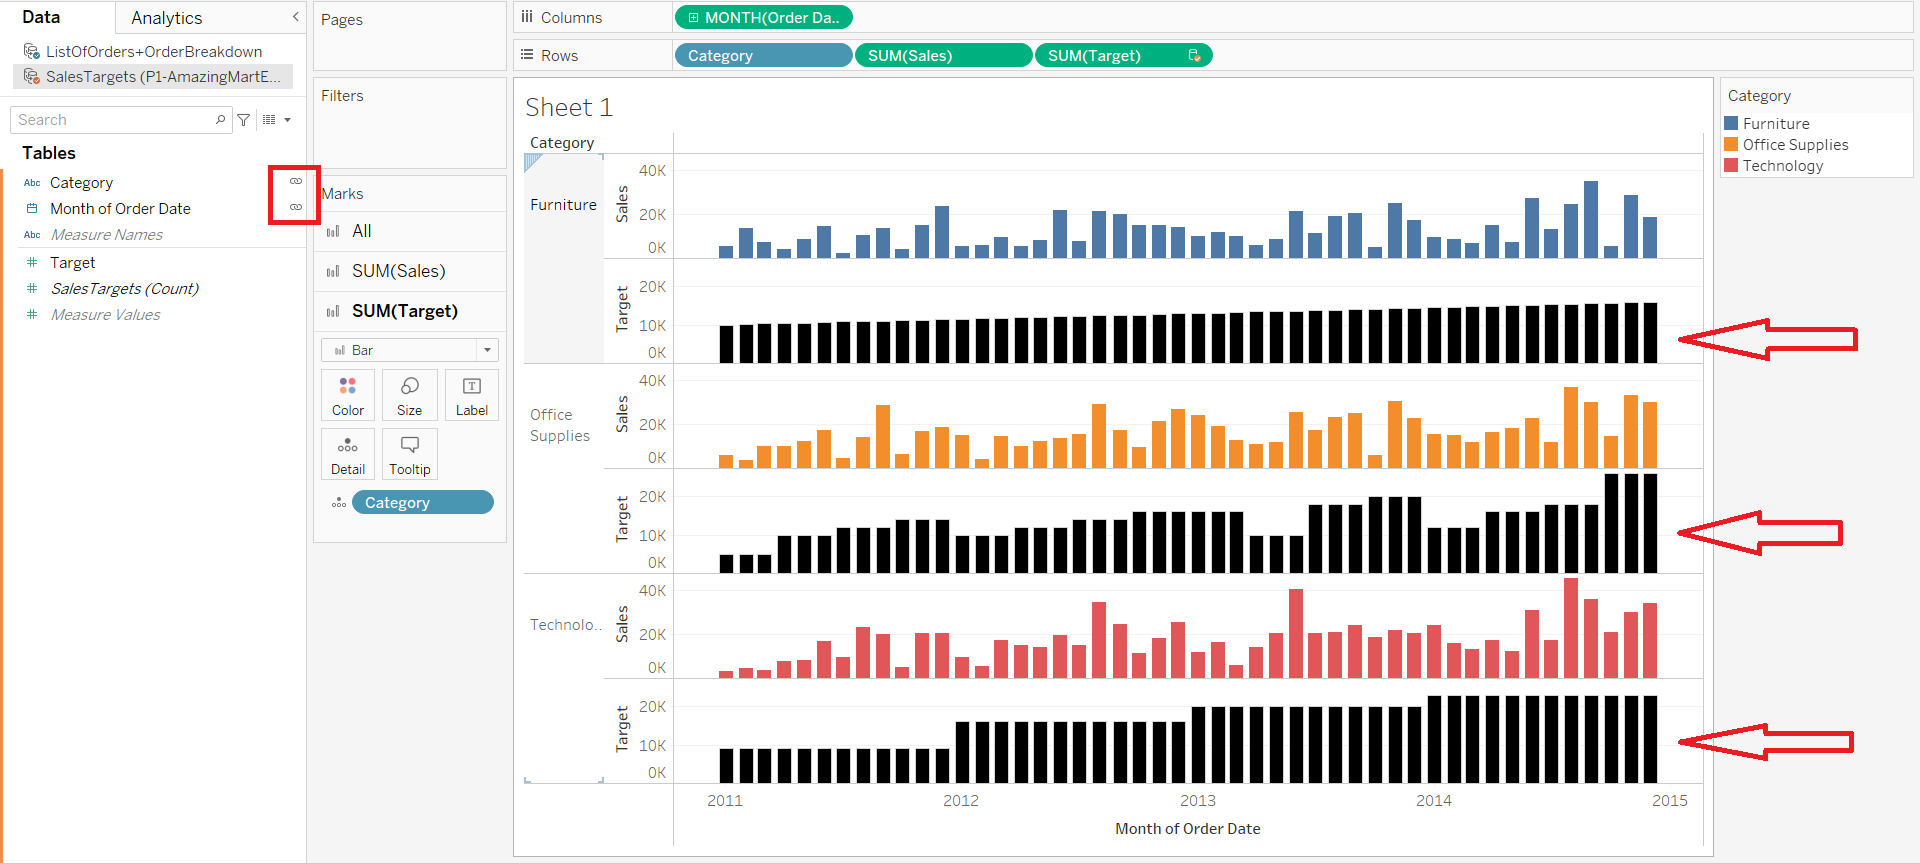 Data
Analytics
ListOfOrders+OrderBreakdown
SalesTargets (P1-AmazingMartE...
Search
Tables
Abc Category
Month of Order Date
Abc Measure Names
# Target
# SalesTargets (Count)
# Measure Values
Pages
Filters
Marks
All
SUM(Sales)
SUM(Target)
Bar
Color
Size
T
Label
Detail
Tooltip
Category
Columns
MONTH(Order Da..
Rows
Category
SUM(Sales)
SUM(Target)
Sheet 1
Category
Furniture
Sales
40K
20K
0K
Target
20K
10K
0K
Office
Supplies
Sales
40K
20K
0K
Target
20K
10K
0K
Technolo..
Sales
40K
20K
0K
Target
20K
10K
0K
2011
2012
2013
2014
2015
Month of Order Date
Category
Furniture
Office Supplies
Technology